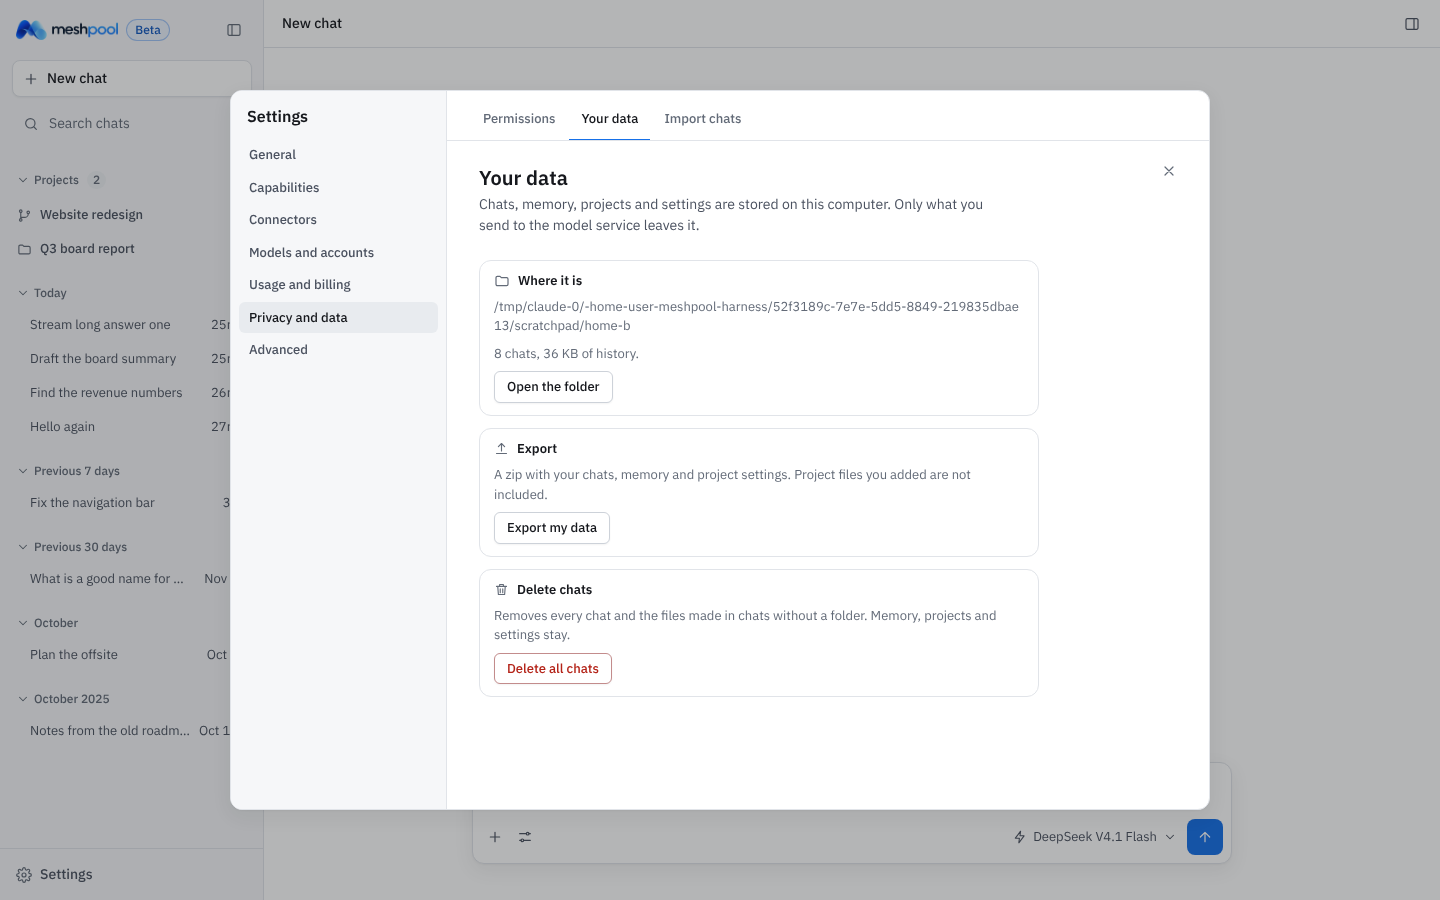 meshpool Beta
New chat
Search chats
Projects 2
Website redesign
Q3 board report
Today
Stream long answer one 25
Draft the board summary 25
Find the revenue numbers 26
Hello again 27
Previous 7 days
Fix the navigation bar 3
Previous 30 days
What is a good name for ... Nov
October
Plan the offsite Oct
October 2025
Notes from the old roadm... Oct 1
Settings
New chat
Settings
General
Capabilities
Connectors
Models and accounts
Usage and billing
Privacy and data
Advanced
Permissions Your data Import chats
Your data
Chats, memory, projects and settings are stored on this computer. Only what you
send to the model service leaves it.
Where it is
/tmp/claude-0/-home-user-meshpool-harness/52f3189c-7e7e-5dd5-8849-219835dbae
13/scratchpad/home-b
8 chats, 36 KB of history.
Open the folder
Export
A zip with your chats, memory and project settings. Project files you added are not
included.
Export my data
Delete chats
Removes every chat and the files made in chats without a folder. Memory, projects and
settings stay.
Delete all chats
DeepSeek V4.1 Flash